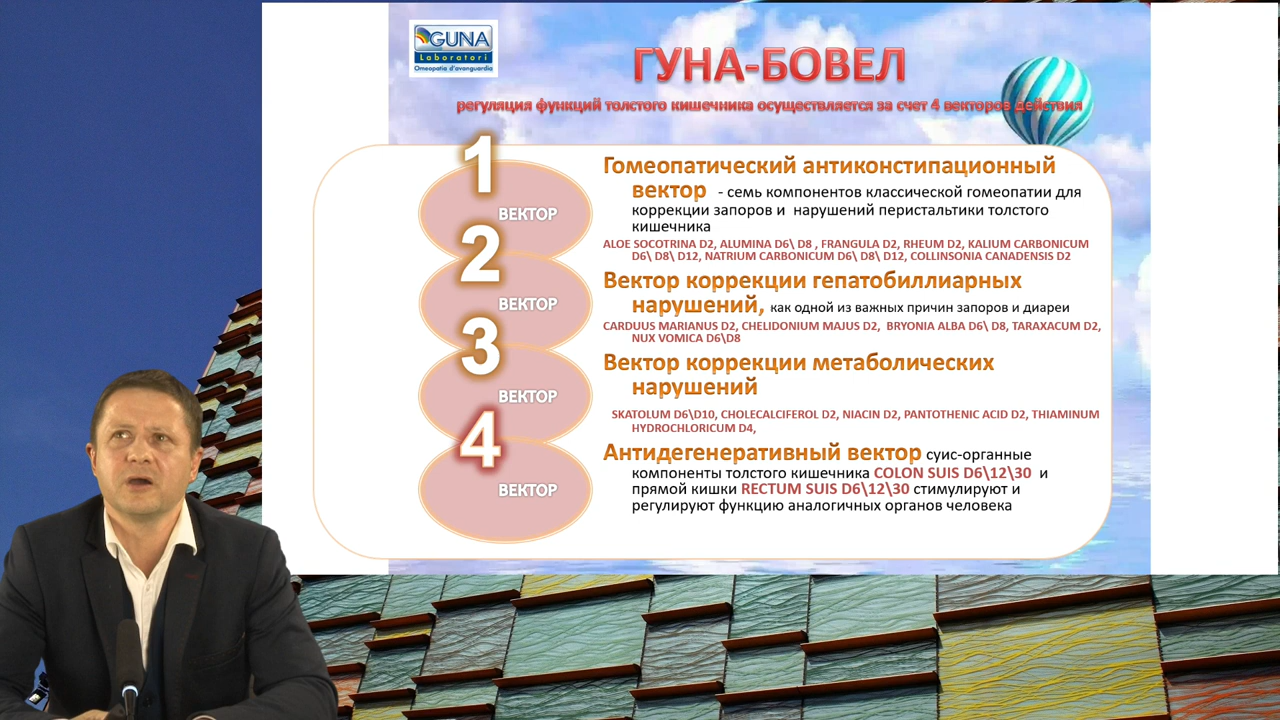 GUNA
Laboratori
Omeopatia d'avanguardia
ГУНА-БОВЕЛ
регуляция функций толстого кишечника осуществляется за счет 4 векторов действия
1
ВЕКТОР
Гомеопатический антиконстипационный
вектор - семь компонентов классической гомеопатии для
коррекции запоров и нарушений перистальтики толстого
кишечника
ALOE SOCOTRINA D2, ALUMINA D6\ D8 , FRANGULA D2, RHEUM D2, KALIUM CARBONICUM
D6\ D8\ D12, NATRIUM CARBONICUM D6\ D8\ D12, COLLINSONIA CANADENSIS D2
2
ВЕКТОР
Вектор коррекции гепатобиллиарных
нарушений, как одной из важных причин запоров и диареи
CARDUUS MARIANUS D2, CHELIDONIUM MAJUS D2, BRYONIA ALBA D6\ D8, TARAXACUM D2,
NUX VOMICA D6\D8
3
ВЕКТОР
Вектор коррекции метаболических
нарушений
SKATOLUM D6\D10, CHOLECALCIFEROL D2, NIACIN D2, PANTOTHENIC ACID D2, THIAMINUM
HYDROCHLORICUM D4,
4
ВЕКТОР
Антидегенеративный вектор суис-органные
компоненты толстого кишечника COLON SUIS D6\12\30 и
прямой кишки RECTUM SUIS D6\12\30 стимулируют и
регулируют функцию аналогичных органов человека